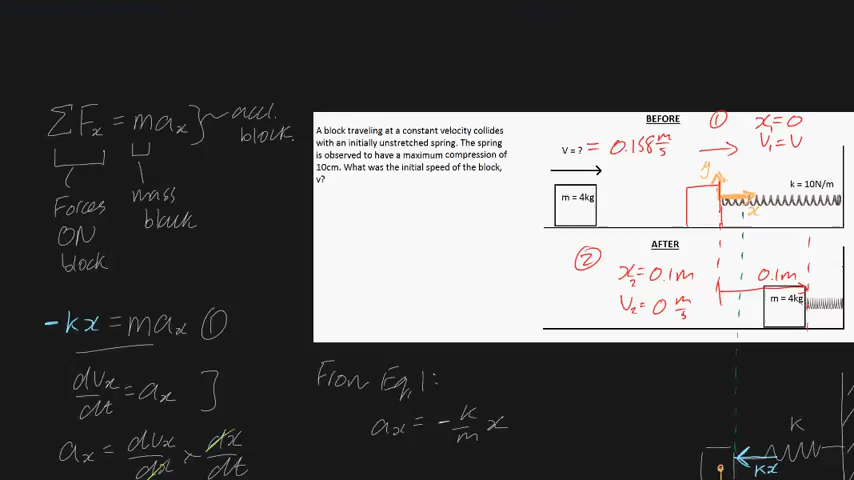 ΣFx = max } ~ accl. block.
Forces ON block
mass block
-kx = max ①
dVx/dt = ax ]
ax = dVx/dx × dx/dt
From Eq, 1:
ax = - k/m x
A block traveling at a constant velocity collides
with an initially unstretched spring. The spring
is observed to have a maximum compression of
10cm. What was the initial speed of the block,
v?
BEFORE
①
x₁=0
V₁=V
V = ? = 0.158 m/s
y
x
k = 10N/m
m = 4kg
AFTER
②
x₂=0.1m
V₂= 0 m/s
0.1m
m = 4kg
K
kx